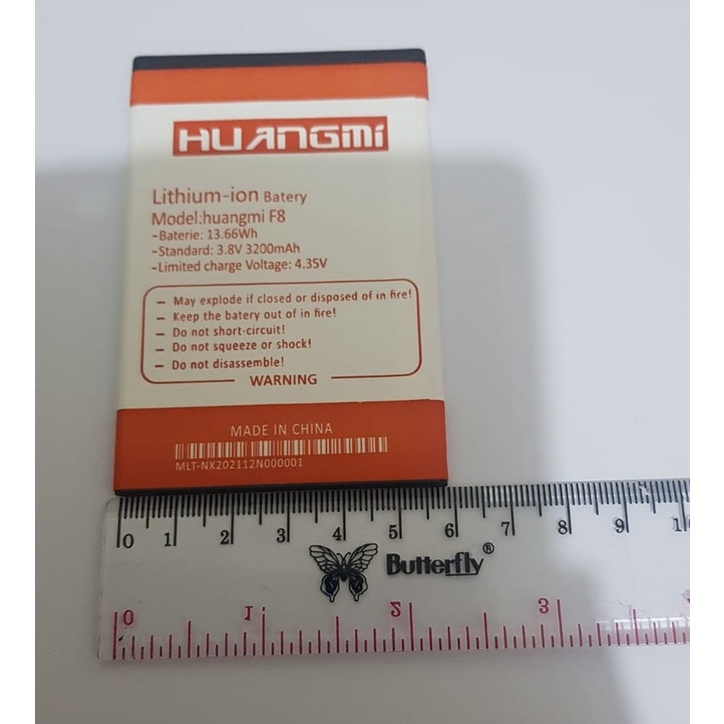 HUANGMI
Lithium-ion Batery
Model:huangmi F8
-Baterie: 13.66Wh
-Standard: 3.8V 3200mAh
-Limited charge Voltage: 4.35V
– May explode if closed or disposed of in fire!
– Keep the battery out of in fire!
– Do not short-circuit!
– Do not squeeze or shock!
– Do not disassemble!
WARNING
MADE IN CHINA
MLT-NX202112N000001
0 1 2 3 4 5 6 7 8 9
Butterfly®
0 1 2 3